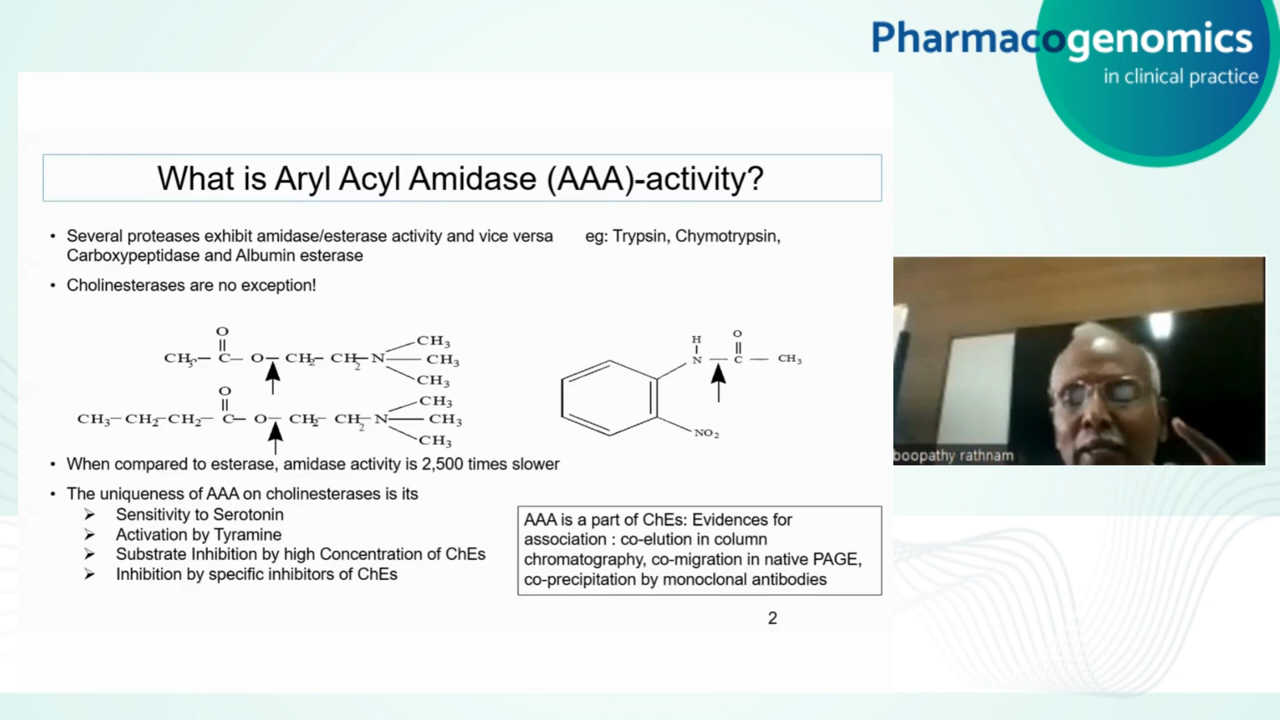 Pharmacogenomics
in clinical practice
What is Aryl Acyl Amidase (AAA)-activity?
• Several proteases exhibit amidase/esterase activity and vice versa eg: Trypsin, Chymotrypsin,
Carboxypeptidase and Albumin esterase
• Cholinesterases are no exception!
O
CH3
CH3 C O CH2 CH2 N CH3
CH3
O
CH3
CH3 CH2 CH2 C O CH2 CH2 N CH3
CH3
H O
N C CH3
NO2
• When compared to esterase, amidase activity is 2,500 times slower
• The uniqueness of AAA on cholinesterases is its
➢ Sensitivity to Serotonin
➢ Activation by Tyramine
➢ Substrate Inhibition by high Concentration of ChEs
➢ Inhibition by specific inhibitors of ChEs
AAA is a part of ChEs: Evidences for
association : co-elution in column
chromatography, co-migration in native PAGE,
co-precipitation by monoclonal antibodies
2
boopathy rathnam